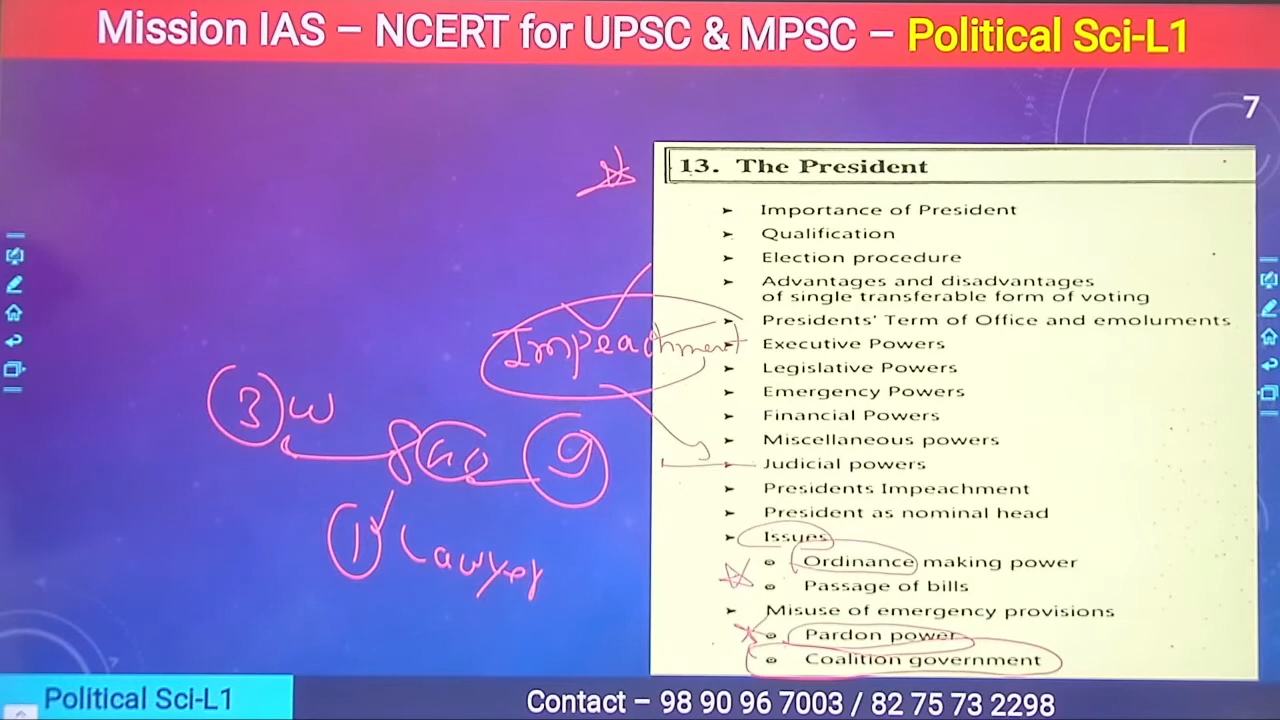 Mission IAS – NCERT for UPSC & MPSC – Political Sci-L1
7
13. The President
➤ Importance of President
➤ Qualification
➤ Election procedure
➤ Advantages and disadvantages
of single transferable form of voting
➤ Presidents' Term of Office and emoluments
➤ Executive Powers
➤ Legislative Powers
➤ Emergency Powers
➤ Financial Powers
➤ Miscellaneous powers
➤ Judicial powers
➤ Presidents Impeachment
➤ President as nominal head
➤ Issues
Ordinance making power
Passage of bills
➤ Misuse of emergency provisions
Pardon power
Coalition government
Impeachment
3 W
9
1 Lawyer
Political Sci-L1
Contact – 98 90 96 7003 / 82 75 73 2298